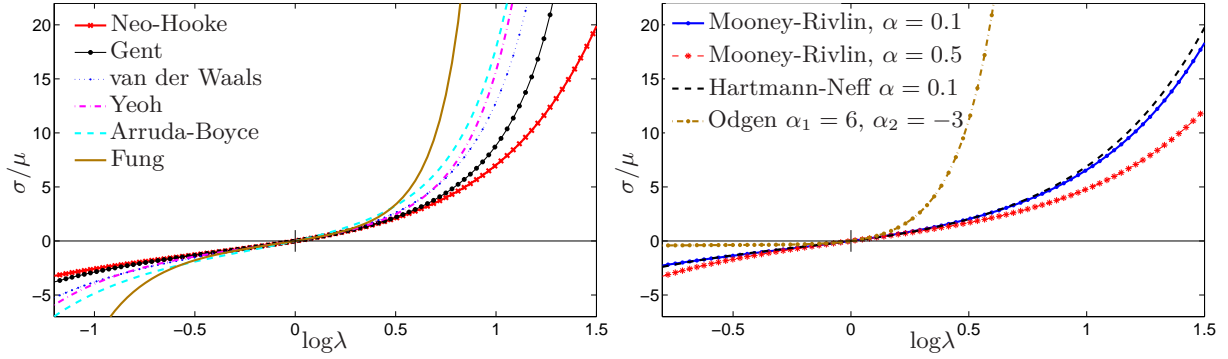 20
15
10
5
0
−5
σ/μ
Neo-Hooke
Gent
van der Waals
Yeoh
Arruda-Boyce
Fung
−1
−0.5
0
0.5
1
1.5
logλ
20
15
10
5
0
−5
σ/μ
Mooney-Rivlin, α = 0.1
Mooney-Rivlin, α = 0.5
Hartmann-Neff α = 0.1
Odgen α₁ = 6, α₂ = −3
−0.5
0
0.5
1
1.5
logλ